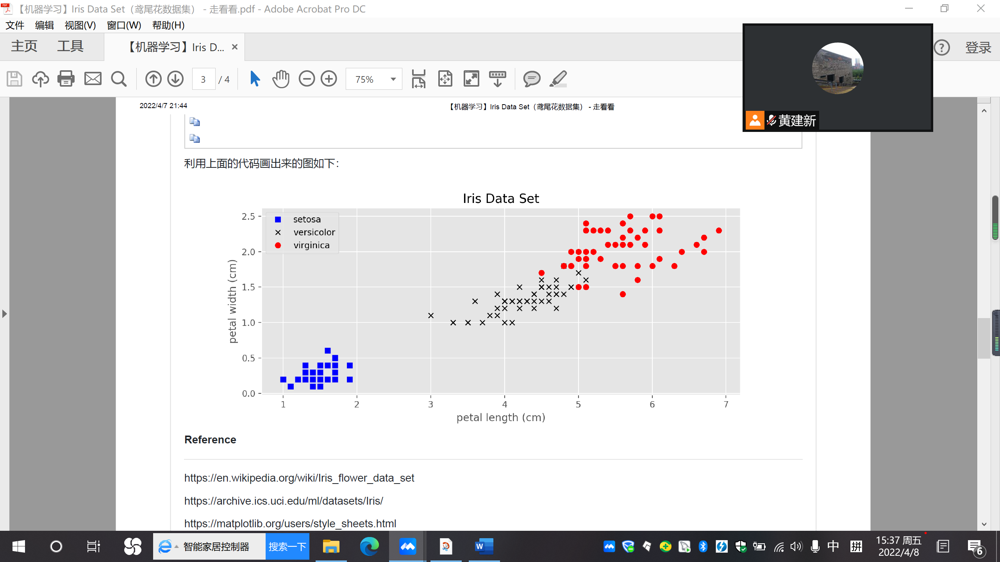 【机器学习】Iris Data Set（鸢尾花数据集） - 走看看.pdf - Adobe Acrobat Pro DC
文件 编辑 视图(V) 窗口(W) 帮助(H)
主页 工具 【机器学习】Iris D... × ? 登录
3 / 4 75%
黄建新
2022/4/7 21:44 【机器学习】Iris Data Set（鸢尾花数据集） - 走看看
利用上面的代码画出来的图如下：
Iris Data Set
setosa
versicolor
virginica
petal width (cm)
2.5
2.0
1.5
1.0
0.5
0.0
1 2 3 4 5 6 7
petal length (cm)
Reference
https://en.wikipedia.org/wiki/Iris_flower_data_set
https://archive.ics.uci.edu/ml/datasets/Iris/
https://matplotlib.org/users/style_sheets.html
智能家居控制器 搜索一下 W 中 拼 15:37 周五
2022/4/8 6